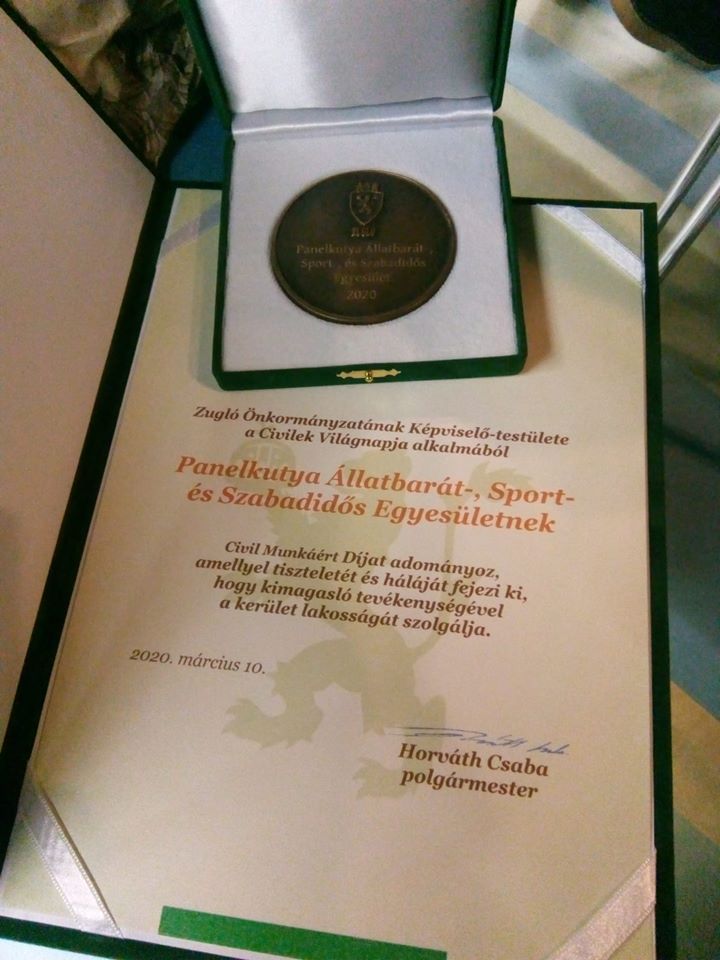 Panelkutya Állatbarát-,
Sport-, és Szabadidős
Egyesület
2020
Zugló Önkormányzatának Képviselő-testülete
a Civilek Világnapja alkalmából
Panelkutya Állatbarát-, Sport-
és Szabadidős Egyesületnek
Civil Munkáért Díjat adományoz,
amellyel tiszteletét és háláját fejezi ki,
hogy kimagasló tevékenységével
a kerület lakosságát szolgálja.
2020. március 10.
Horváth Csaba
polgármester